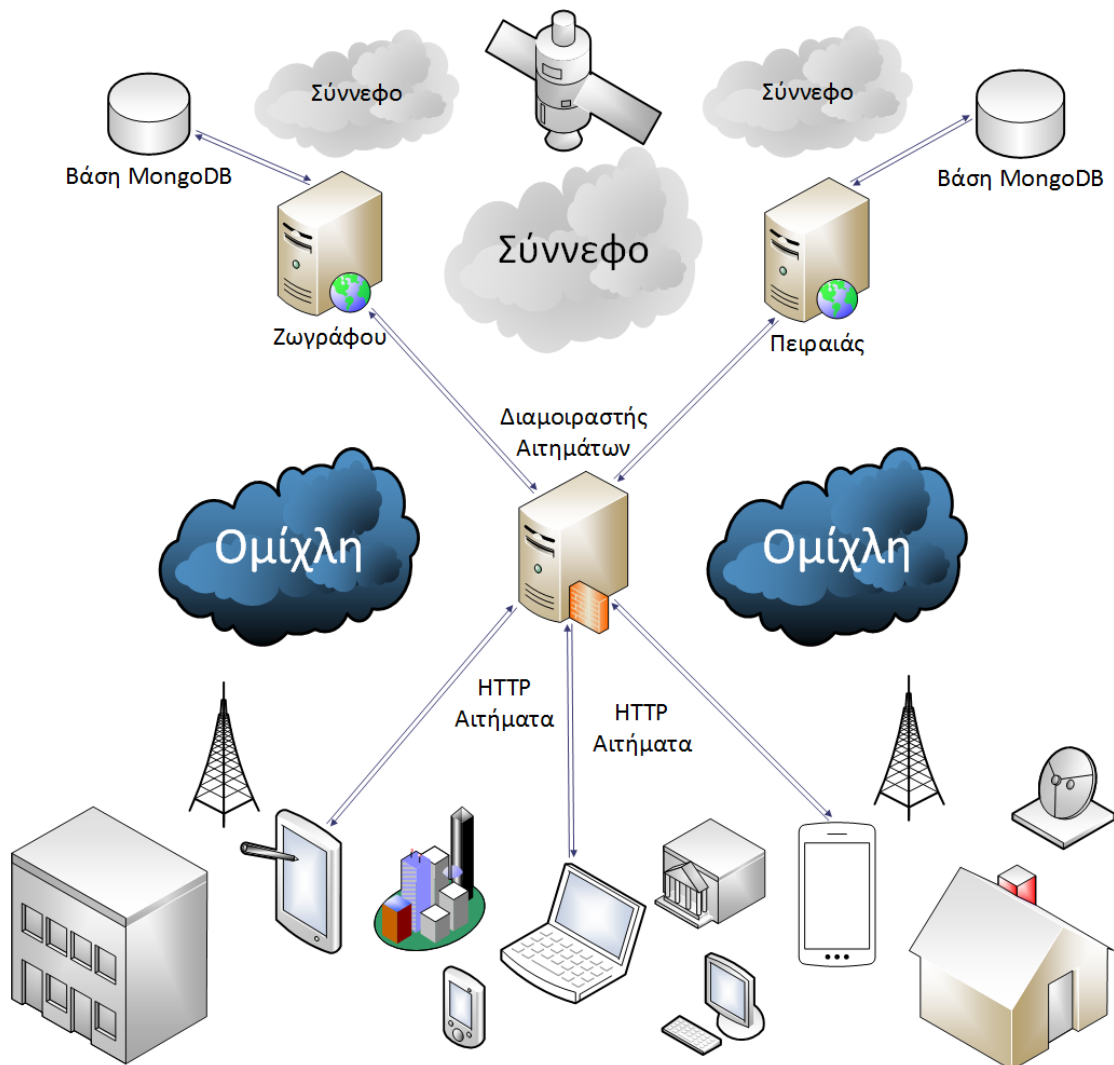 Σύννεφο
Σύννεφο
Βάση MongoDB
Βάση MongoDB
Σύννεφο
Ζωγράφου
Πειραιάς
Διαμοιραστής
Αιτημάτων
Ομίχλη
Ομίχλη
HTTP
Αιτήματα
HTTP
Αιτήματα